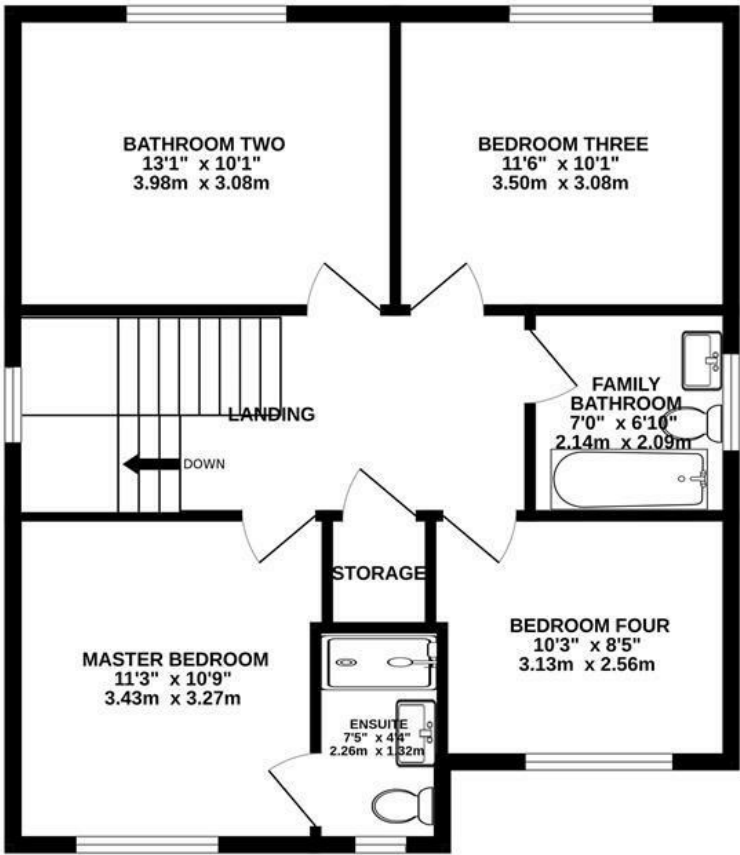 BATHROOM TWO
13'1" x 10'1"
3.98m x 3.08m
BEDROOM THREE
11'6" x 10'1"
3.50m x 3.08m
FAMILY
BATHROOM
7'0" x 6'10"
2.14m x 2.09m
LANDING
DOWN
STORAGE
MASTER BEDROOM
11'3" x 10'9"
3.43m x 3.27m
ENSUITE
7'5" x 4'4"
2.26m x 1.32m
BEDROOM FOUR
10'3" x 8'5"
3.13m x 2.56m